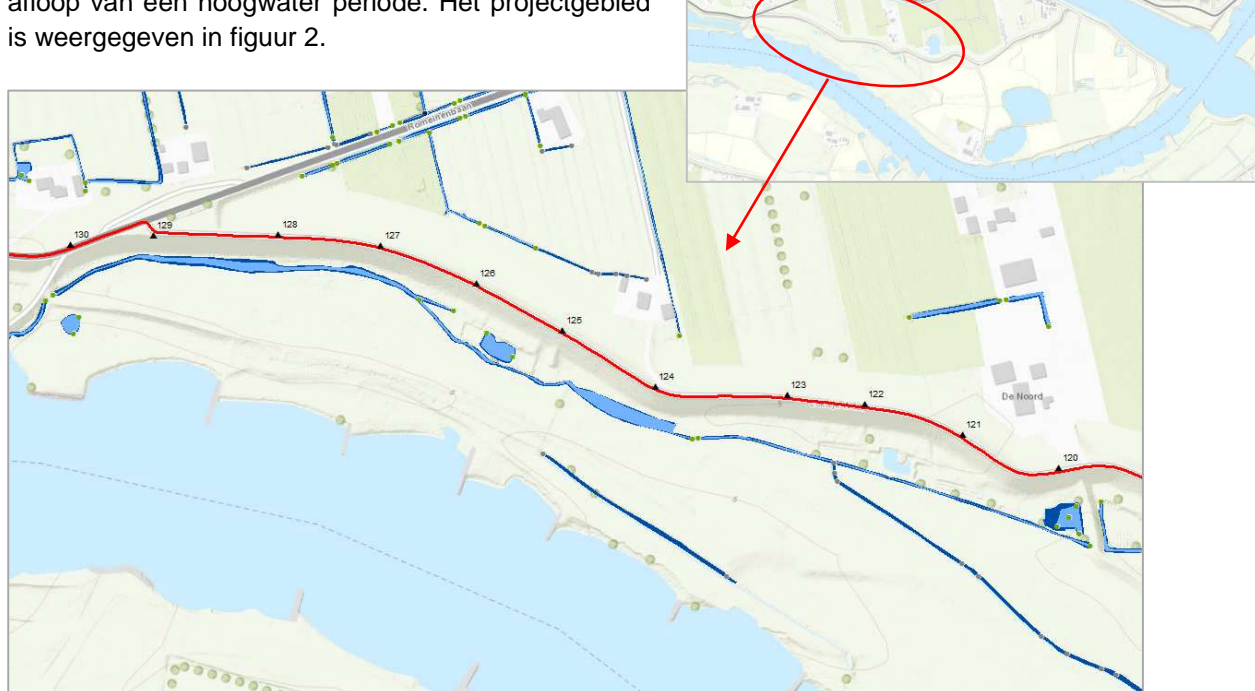 afloop van een hoogwater periode. Het projectgebied
is weergegeven in figuur 2.
Romeinenbaan
130
129
128
127
126
125
124
123
122
121
120
De Noord